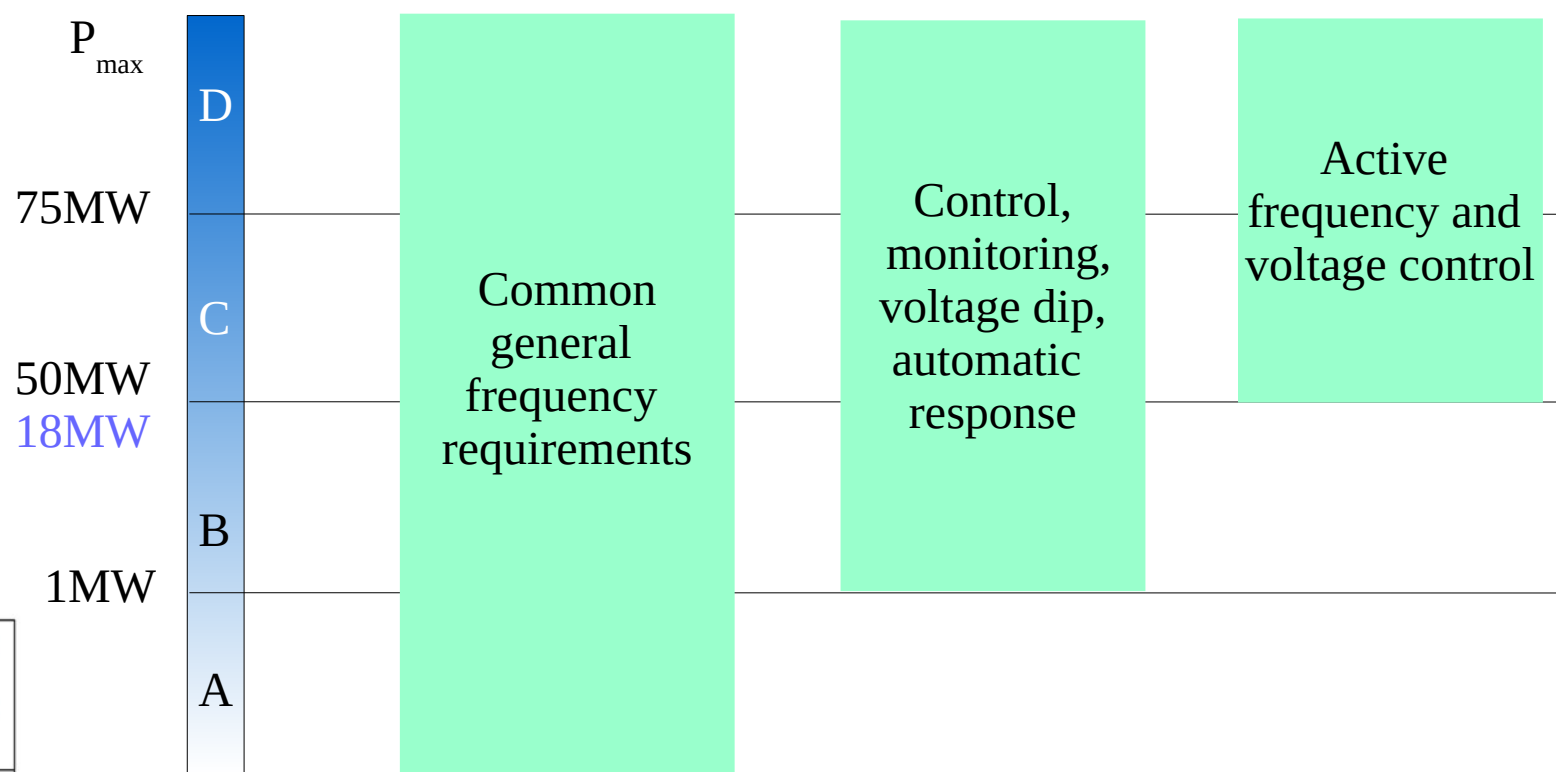 P
max
D
75MW
C
50MW
18MW
B
1MW
A
Common
general
frequency
requirements
Control,
monitoring,
voltage dip,
automatic
response
Active
frequency and
voltage control